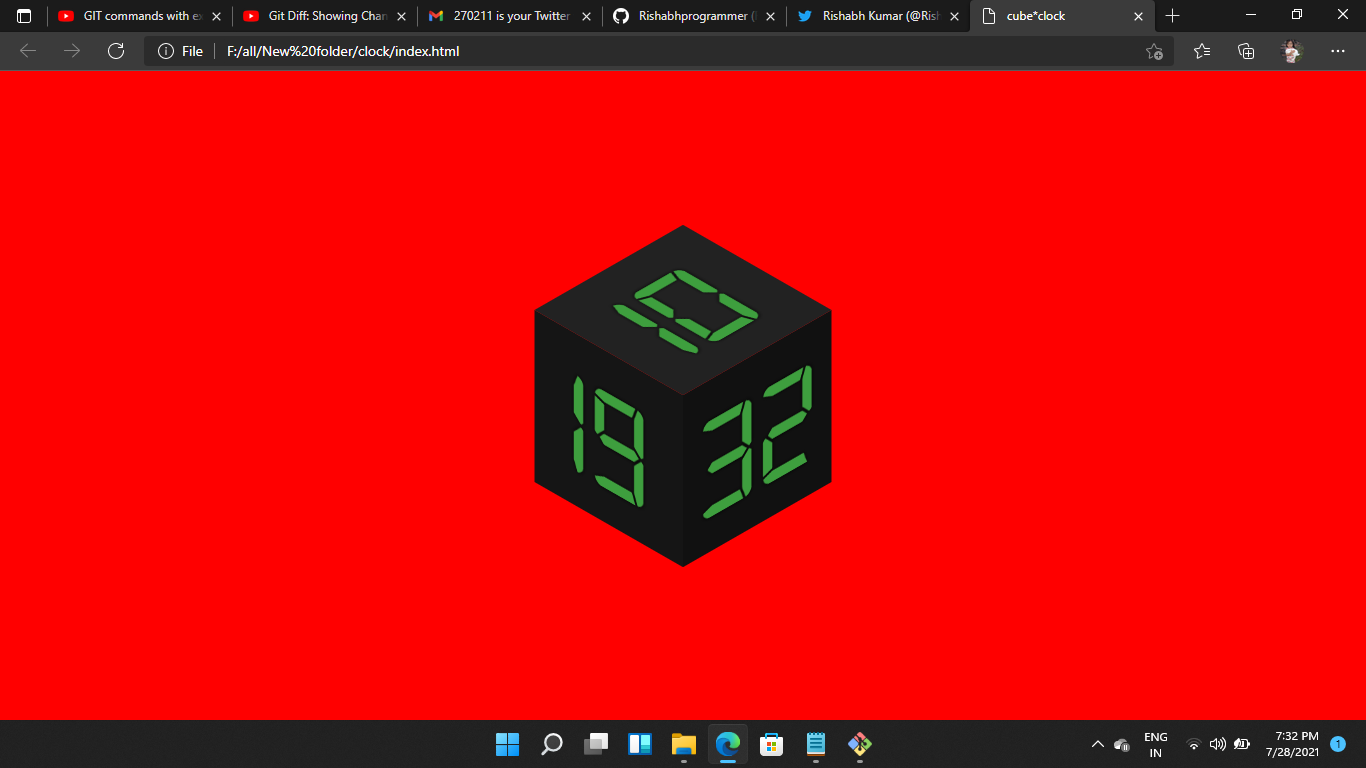 GIT commands with ex
Git Diff: Showing Chan
270211 is your Twitter
Rishabhprogrammer (
Rishabh Kumar (@Rish
cube*clock
File
F:/all/New%20folder/clock/index.html
10
19
32
ENG
IN
7:32 PM
7/28/2021
1